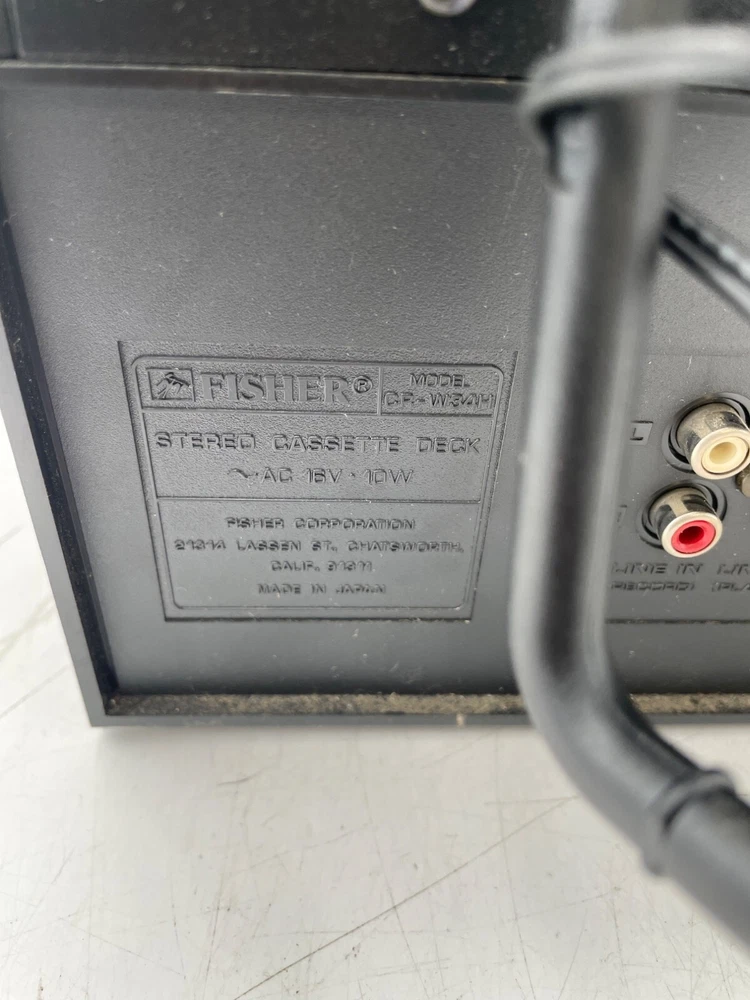 FISHER®
MODEL
CR-W34H
STEREO CASSETTE DECK
~AC 16V · 10W
FISHER CORPORATION
21314 LASSEN ST., CHATSWORTH,
CALIF. 91311
MADE IN JAPAN
LINE IN
(RECORD)